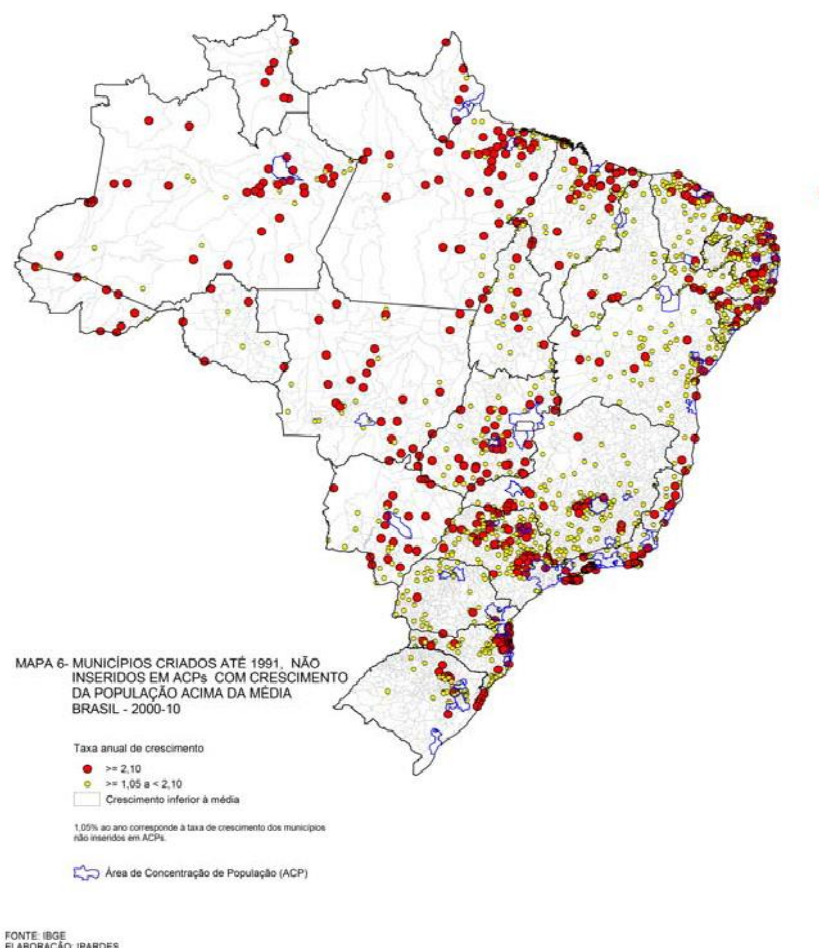 MAPA 6- MUNICÍPIOS CRIADOS ATÉ 1991, NÃO
INSERIDOS EM ACPs COM CRESCIMENTO
DA POPULAÇÃO ACIMA DA MÉDIA
BRASIL - 2000-10
Taxa anual de crescimento
>= 2,10
>= 1,05 a < 2,10
Crescimento inferior à média
1,05% ao ano corresponde à taxa de crescimento dos municípios
não inseridos em ACPs.
Área de Concentração de População (ACP)
FONTE: IBGE
ELABORAÇÃO: IPARDES